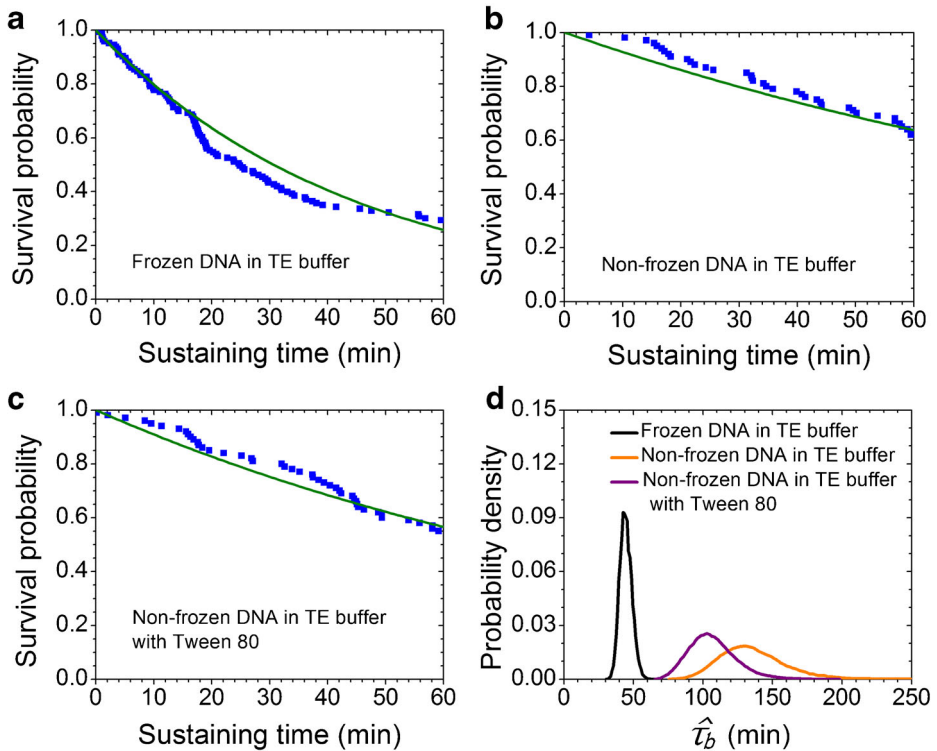 a
1.0
0.8
0.6
0.4
0.2
0.0
Survival probability
Frozen DNA in TE buffer
0 10 20 30 40 50 60
Sustaining time (min)
b
1.0
0.8
0.6
0.4
0.2
0.0
Survival probability
Non-frozen DNA in TE buffer
0 10 20 30 40 50 60
Sustaining time (min)
c
1.0
0.8
0.6
0.4
0.2
0.0
Survival probability
Non-frozen DNA in TE buffer
with Tween 80
0 10 20 30 40 50 60
Sustaining time (min)
d
0.15
0.12
0.09
0.06
0.03
0.00
Probability density
Frozen DNA in TE buffer
Non-frozen DNA in TE buffer
Non-frozen DNA in TE buffer
with Tween 80
0 50 100 150 200 250
τ̂_b (min)